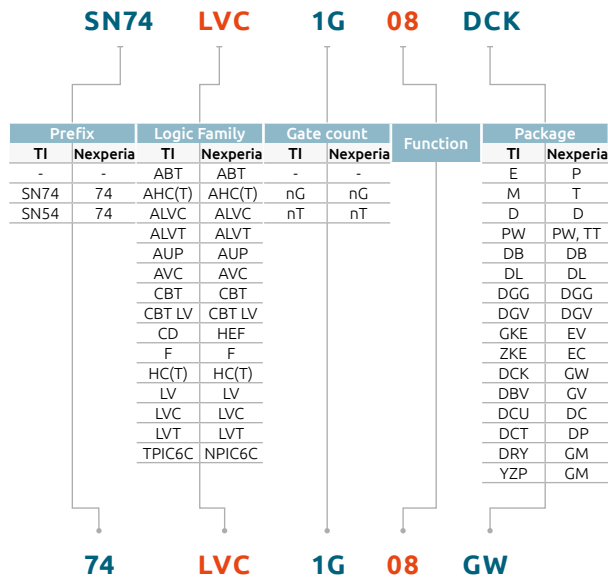 SN74 LVC 1G 08 DCK
Prefix Logic Family Gate count Function Package
TI Nexperia TI Nexperia TI Nexperia TI Nexperia
- - ABT ABT - - E P
SN74 74 AHC(T) AHC(T) nG nG M T
SN54 74 ALVC ALVC nT nT D D
ALVT ALVT PW PW, TT
AUP AUP DB DB
AVC AVC DL DL
CBT CBT DGG DGG
CBT LV CBT LV DGV DGV
CD HEF GKE EV
F F ZKE EC
HC(T) HC(T) DCK GW
LV LV DBV GV
LVC LVC DCU DC
LVT LVT DCT DP
TPIC6C NPIC6C DRY GM
YZP GM
74 LVC 1G 08 GW